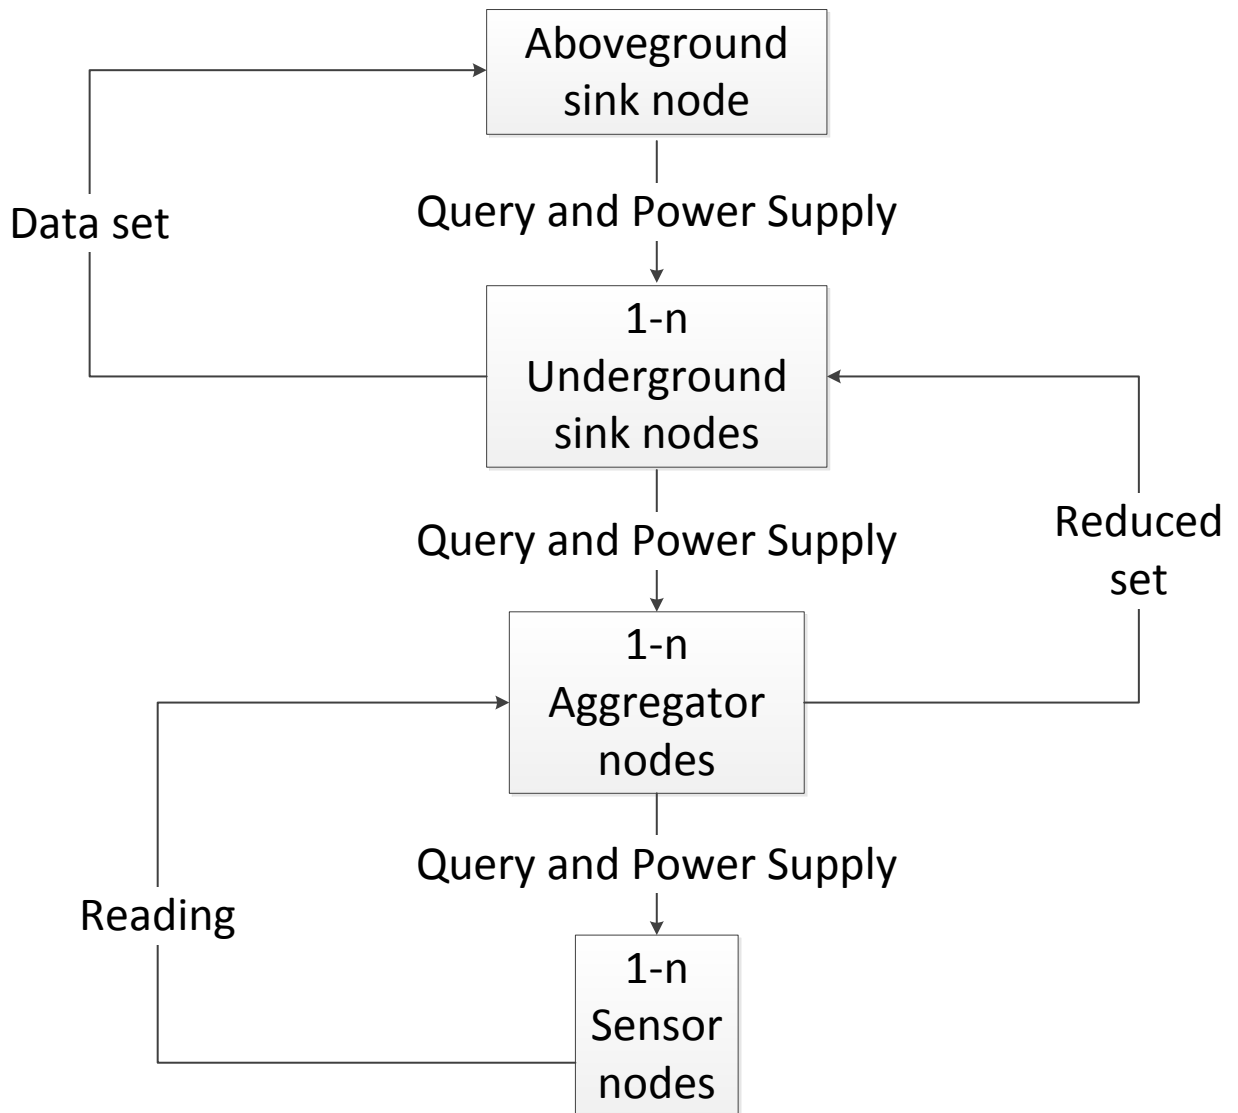 Aboveground
sink node
Query and Power Supply
Data set
1-n
Underground
sink nodes
Query and Power Supply
Reduced
set
1-n
Aggregator
nodes
Query and Power Supply
Reading
1-n
Sensor
nodes